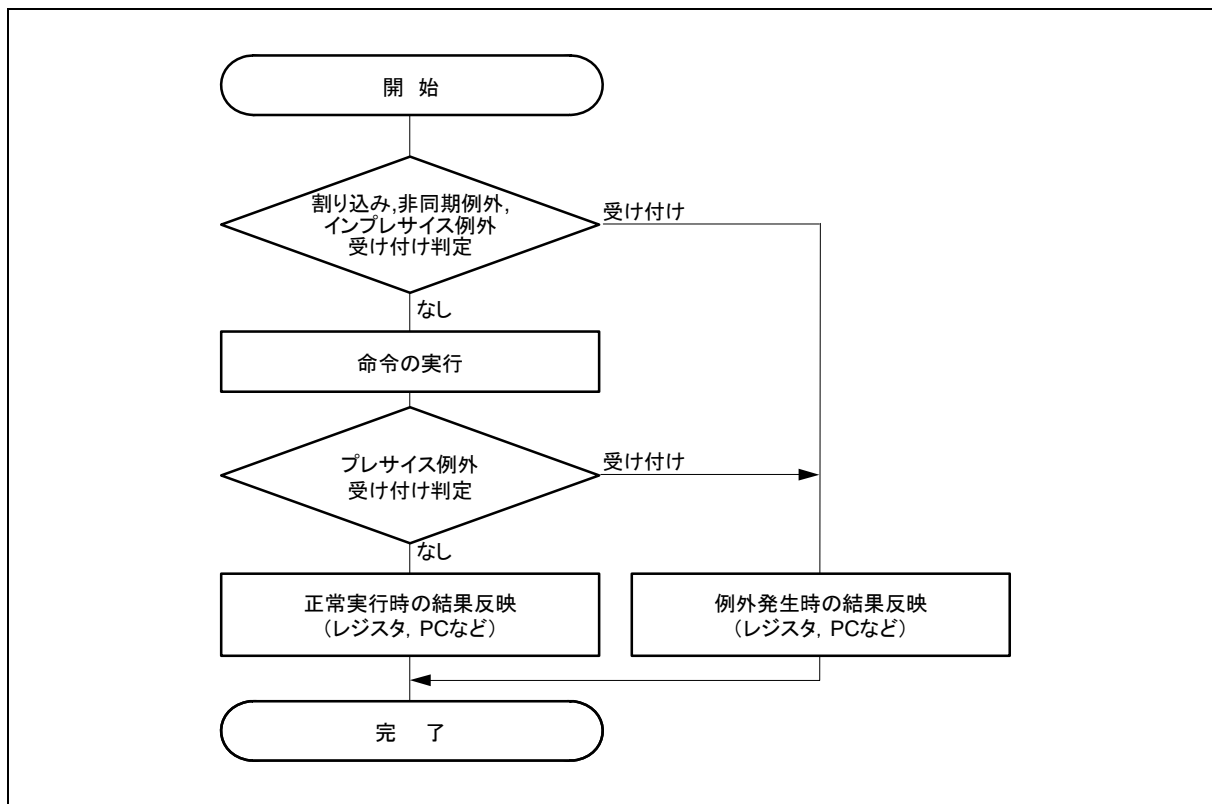 開 始
割り込み,非同期例外,
インプレサイス例外
受け付け判定
受け付け
なし
命令の実行
プレサイス例外
受け付け判定
受け付け
なし
正常実行時の結果反映
（レジスタ, PCなど）
例外発生時の結果反映
（レジスタ, PCなど）
完 了